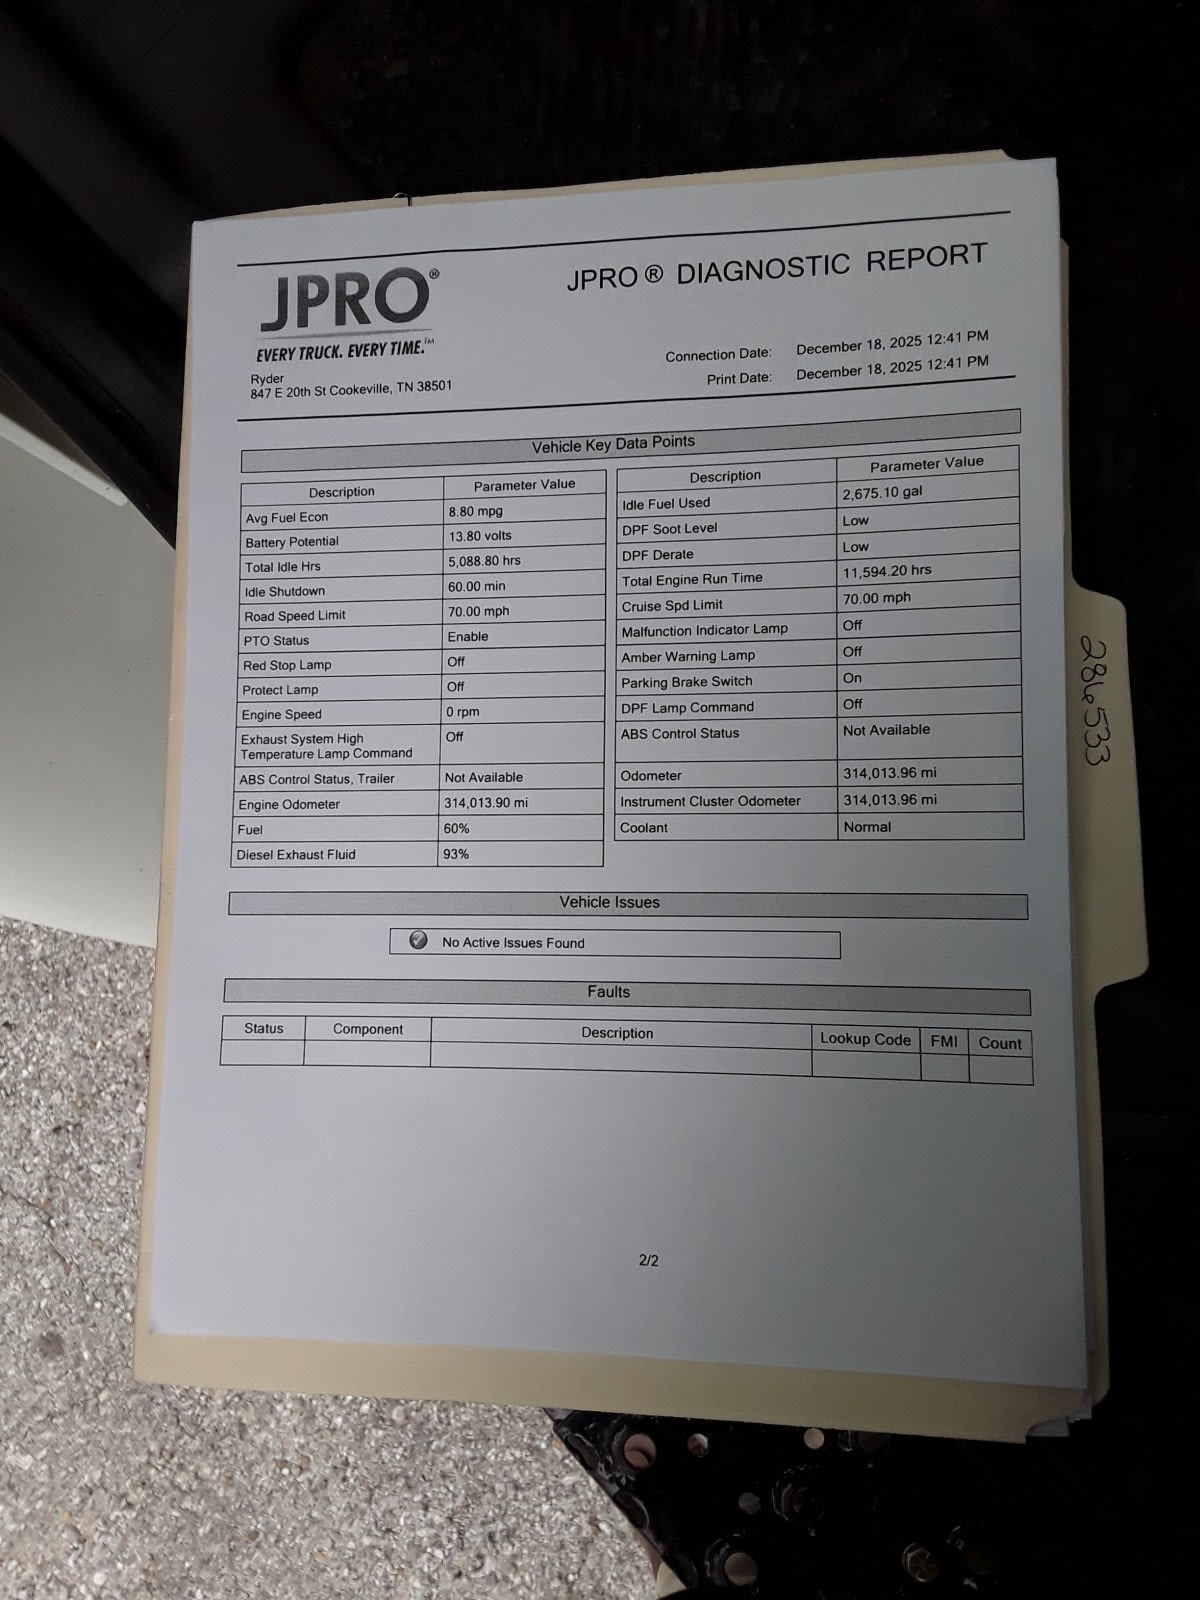 JPRO®
EVERY TRUCK. EVERY TIME.™
JPRO ® DIAGNOSTIC REPORT
Ryder
847 E 20th St Cookeville, TN 38501
Connection Date: December 18, 2025 12:41 PM
Print Date: December 18, 2025 12:41 PM
Vehicle Key Data Points
Description Parameter Value
Avg Fuel Econ 8.80 mpg
Battery Potential 13.80 volts
Total Idle Hrs 5,088.80 hrs
Idle Shutdown 60.00 min
Road Speed Limit 70.00 mph
PTO Status Enable
Red Stop Lamp Off
Protect Lamp Off
Engine Speed 0 rpm
Exhaust System High Off
Temperature Lamp Command
ABS Control Status, Trailer Not Available
Engine Odometer 314,013.90 mi
Fuel 60%
Diesel Exhaust Fluid 93%
Description Parameter Value
Idle Fuel Used 2,675.10 gal
DPF Soot Level Low
DPF Derate Low
Total Engine Run Time 11,594.20 hrs
Cruise Spd Limit 70.00 mph
Malfunction Indicator Lamp Off
Amber Warning Lamp Off
Parking Brake Switch On
DPF Lamp Command Off
ABS Control Status Not Available
Odometer 314,013.96 mi
Instrument Cluster Odometer 314,013.96 mi
Coolant Normal
Vehicle Issues
No Active Issues Found
Faults
Status Component Description Lookup Code FMI Count
2/2
286533